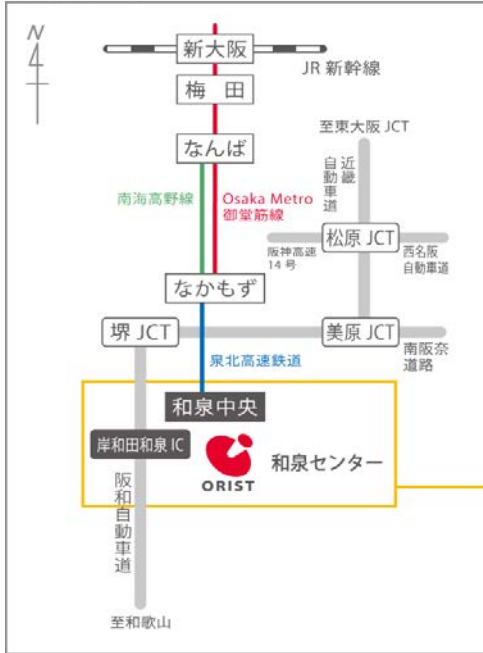 N
新大阪
JR 新幹線
梅 田
至東大阪 JCT
なんば
近畿
自動車道
南海高野線
Osaka Metro
御堂筋線
松原 JCT
阪神高速
14 号
西名阪
自動車道
なかもず
堺 JCT
美原 JCT
南阪奈
道路
泉北高速鉄道
和泉中央
岸和田和泉 IC
和泉センター
ORIST
阪和自動車道
至和歌山